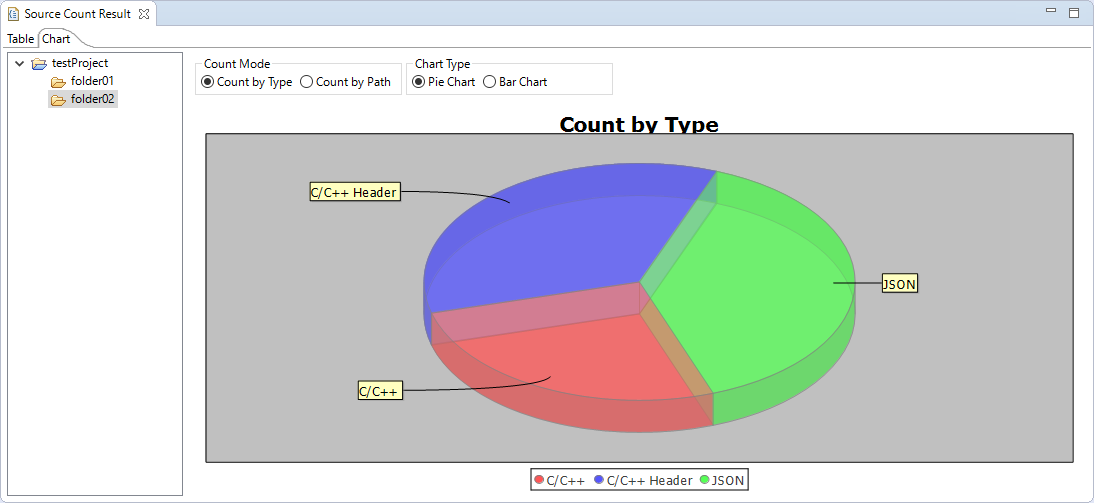 Source Count Result
Table Chart
testProject
folder01
folder02
Count Mode
Count by Type Count by Path
Chart Type
Pie Chart Bar Chart
Count by Type
C/C++ Header
JSON
C/C++
C/C++ C/C++ Header JSON